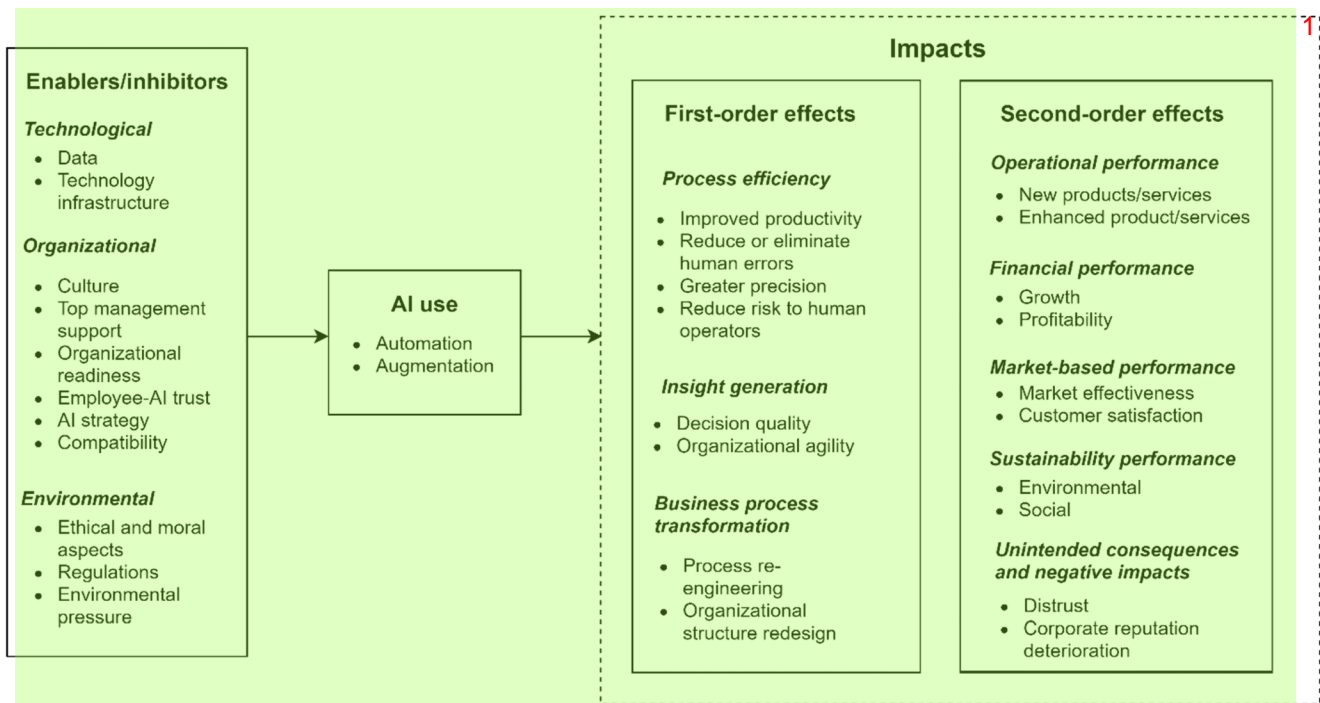 1
Enablers/inhibitors
Technological
• Data
• Technology
infrastructure
Organizational
• Culture
• Top management
support
• Organizational
readiness
• Employee-AI trust
• AI strategy
• Compatibility
Environmental
• Ethical and moral
aspects
• Regulations
• Environmental
pressure
AI use
• Automation
• Augmentation
Impacts
First-order effects
Process efficiency
• Improved productivity
• Reduce or eliminate
human errors
• Greater precision
• Reduce risk to human
operators
Insight generation
• Decision quality
• Organizational agility
Business process
transformation
• Process re-
engineering
• Organizational
structure redesign
Second-order effects
Operational performance
• New products/services
• Enhanced product/services
Financial performance
• Growth
• Profitability
Market-based performance
• Market effectiveness
• Customer satisfaction
Sustainability performance
• Environmental
• Social
Unintended consequences
and negative impacts
• Distrust
• Corporate reputation
deterioration